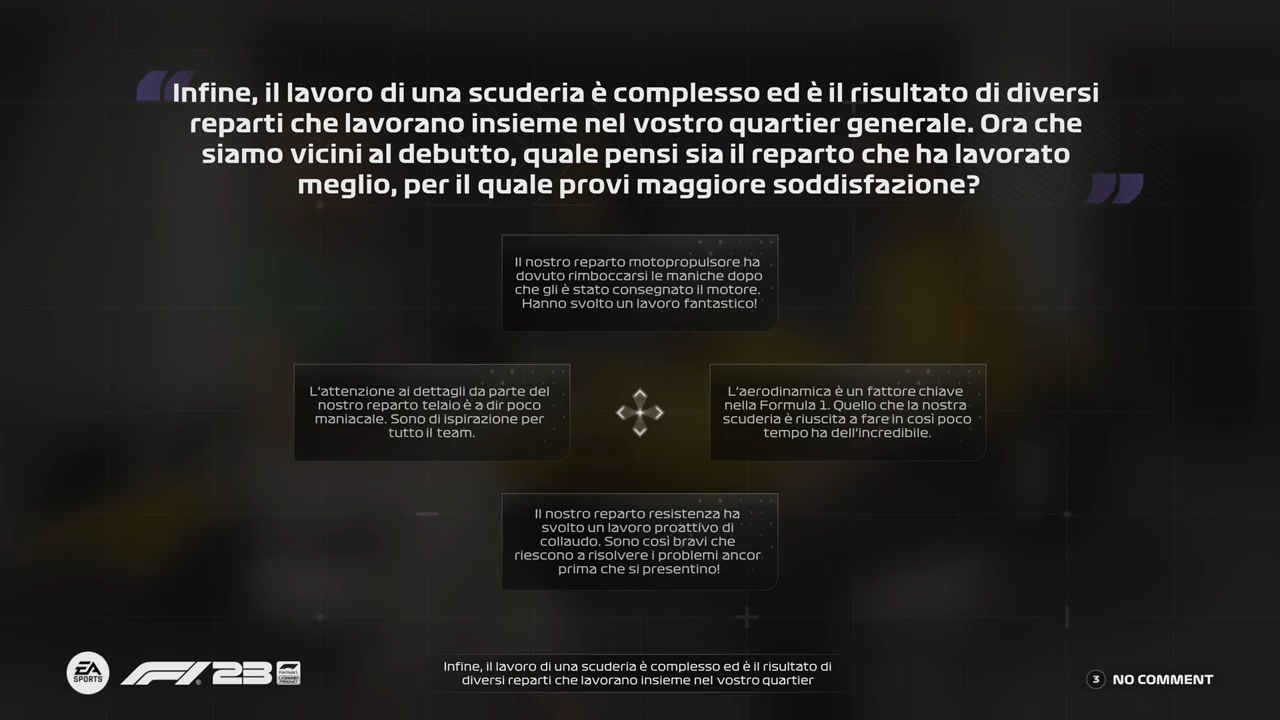 Infine, il lavoro di una scuderia è complesso ed è il risultato di diversi
reparti che lavorano insieme nel vostro quartier generale. Ora che
siamo vicini al debutto, quale pensi sia il reparto che ha lavorato
meglio, per il quale provi maggiore soddisfazione?
Il nostro reparto motopropulsore ha
dovuto rimboccarsi le maniche dopo
che gli è stato consegnato il motore.
Hanno svolto un lavoro fantastico!
L'attenzione ai dettagli da parte del
nostro reparto telaio è a dir poco
maniacale. Sono di ispirazione per
tutto il team.
L'aerodinamica è un fattore chiave
nella Formula 1. Quello che la nostra
scuderia è riuscita a fare in così poco
tempo ha dell'incredibile.
Il nostro reparto resistenza ha
svolto un lavoro proattivo di
collaudo. Sono così bravi che
riescono a risolvere i problemi ancor
prima che si presentino!
EA
SPORTS
F1 23
Infine, il lavoro di una scuderia è complesso ed è il risultato di
diversi reparti che lavorano insieme nel vostro quartier
3 NO COMMENT